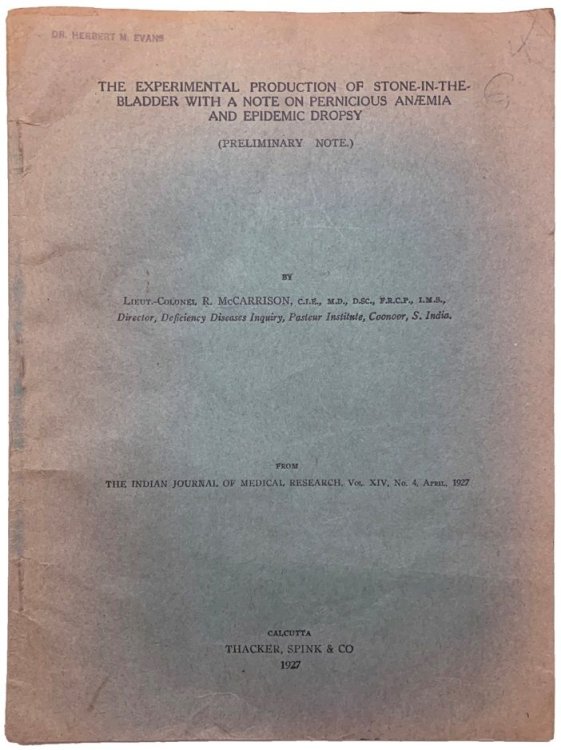 DR. HERBERT M. EVANS
THE EXPERIMENTAL PRODUCTION OF STONE-IN-THE-
BLADDER WITH A NOTE ON PERNICIOUS ANÆMIA
AND EPIDEMIC DROPSY
(PRELIMINARY NOTE.)
BY
LIEUT.-COLONEL R. McCARRISON, C.I.E., M.D., D.SC., F.R.C.P., I.M.S.,
Director, Deficiency Diseases Inquiry, Pasteur Institute, Coonoor, S. India.
FROM
THE INDIAN JOURNAL OF MEDICAL RESEARCH, VOL. XIV, NO. 4, APRIL, 1927
CALCUTTA
THACKER, SPINK & CO
1927